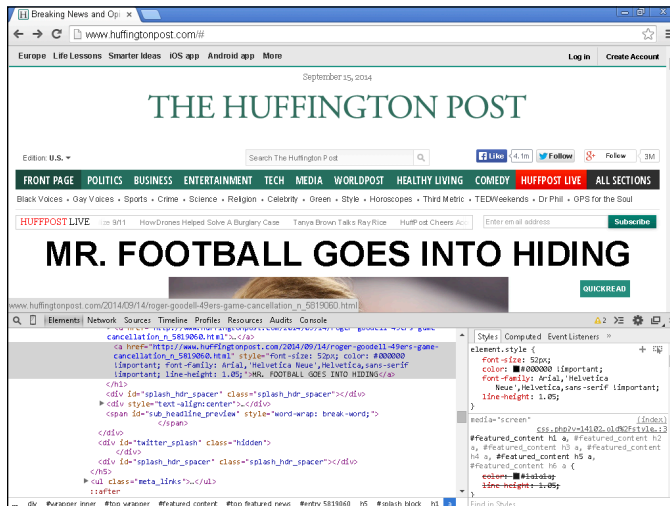 Breaking News and Opi
www.huffingtonpost.com/#
Europe Life Lessons Smarter Ideas iOS app Android app More Log in Create Account
September 15, 2014
THE HUFFINGTON POST
Edition: U.S. Search The Huffington Post Like 4.1m Follow Follow 3M
FRONT PAGE POLITICS BUSINESS ENTERTAINMENT TECH MEDIA WORLDPOST HEALTHY LIVING COMEDY HUFFPOST LIVE ALL SECTIONS
Black Voices • Gay Voices • Sports • Crime • Science • Religion • Celebrity • Green • Style • Horoscopes • Third Metric • TEDWeekends • Dr Phil • GPS for the Soul
HUFFPOST LIVE 9/11 How Drones Helped Solve A Burglary Case Tanya Brown Talks Ray Rice HuffPost Cheers Enter email address Subscribe
MR. FOOTBALL GOES INTO HIDING
QUICKREAD
www.huffingtonpost.com/2014/09/14/roger-goodell-49ers-game-cancellation_n_5819060.html
Elements Network Sources Timeline Profiles Resources Audits Console 2
cancellation_n_5819060.html">…</a>
<a href="http://www.huffingtonpost.com/2014/09/14/roger-goodell-49ers-game-
cancellation_n_5819060.html" style="font-size: 52px; color: #000000
!important; font-family: Arial,'Helvetica Neue',Helvetica,sans-serif
!important; line-height: 1.05;">MR. FOOTBALL GOES INTO HIDING</a>
</h1>
<div id="splash_hdr_spacer" class="splash_hdr_spacer"></div>
<div style="text-align:center">…</div>
<span id="sub_headline_preview" style="word-wrap: break-word;">
</span>
</div>
<div id="twitter_splash" class="hidden">
</div>
<div id="splash_hdr_spacer" class="splash_hdr_spacer"></div>
</h5>
<ul class="meta_links">…</ul>
::after
… div #wrapper_inner #top_wrapper #featured_content #top_featured_news #entry_5819060 h5 #splash_block h1 a
Styles Computed Event Listeners »
element.style {
font-size: 52px;
color: #000000 !important;
font-family: Arial,'Helvetica
Neue',Helvetica,sans-serif !important;
line-height: 1.05;
}
media="screen" (index)
css.php?v=14102.old%2Fstyle.:3
#featured_content h1 a, #featured_content h2
a, #featured_content h3 a, #featured_content
h4 a, #featured_content h5 a,
#featured_content h6 a {
color: #1a1a1a;
line-height: 1.05;
}
Find in Styles